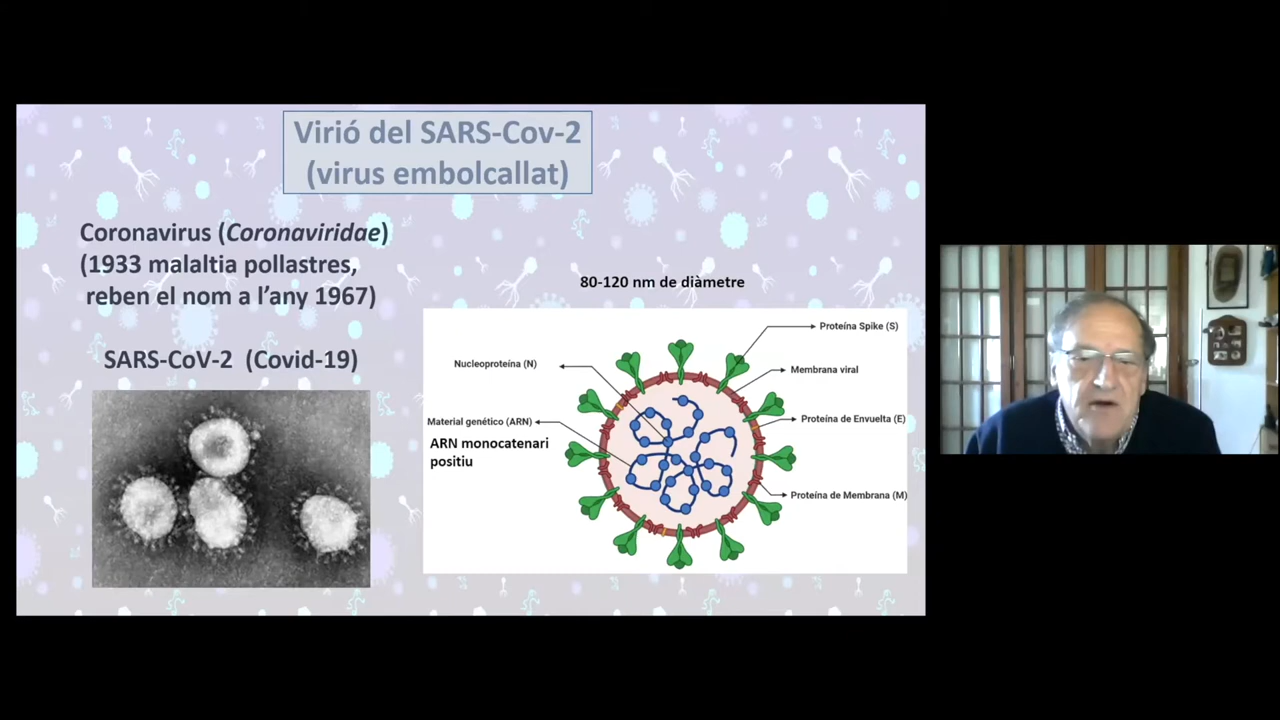 Virió del SARS-Cov-2
(virus embolcallat)
Coronavirus (Coronaviridae)
(1933 malaltia pollastres,
reben el nom a l’any 1967)
SARS-CoV-2 (Covid-19)
80-120 nm de diàmetre
Proteína Spike (S)
Nucleoproteína (N)
Membrana viral
Material genético (ARN)
Proteína de Envuelta (E)
ARN monocatenari
positiu
Proteína de Membrana (M)